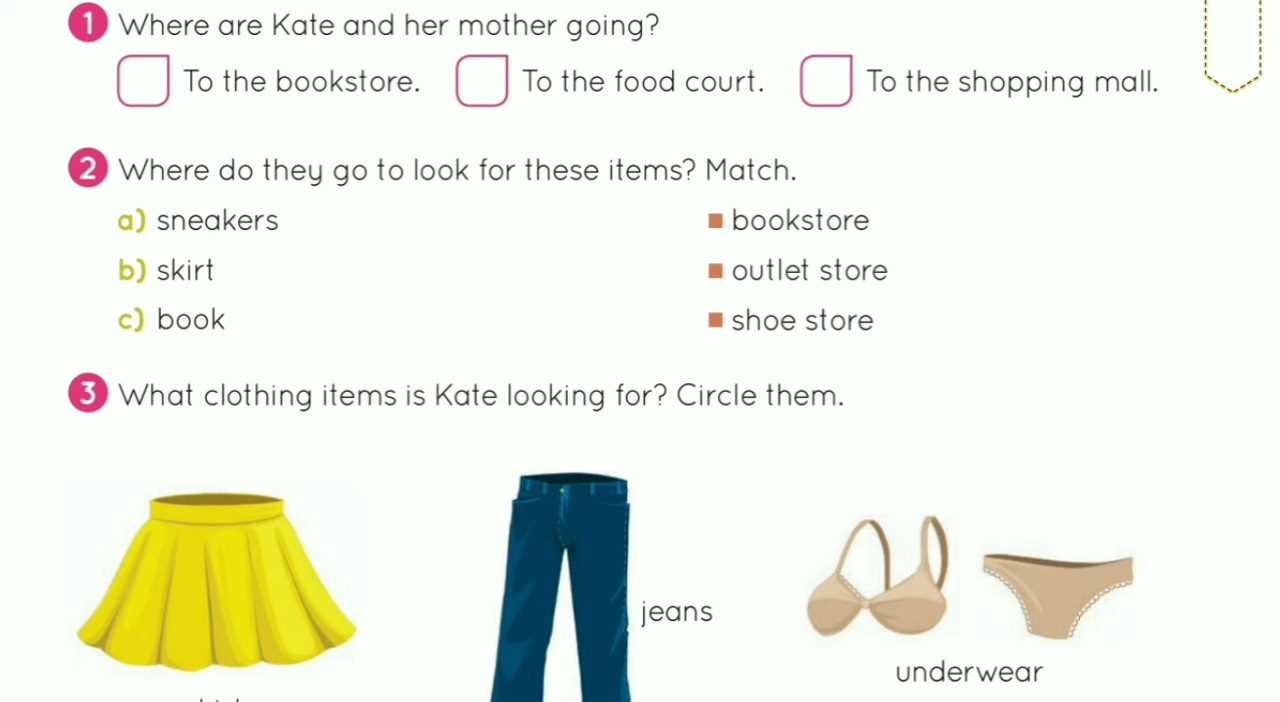 1 Where are Kate and her mother going?
To the bookstore. To the food court. To the shopping mall.
2 Where do they go to look for these items? Match.
a) sneakers
bookstore
b) skirt
outlet store
c) book
shoe store
3 What clothing items is Kate looking for? Circle them.
jeans
underwear